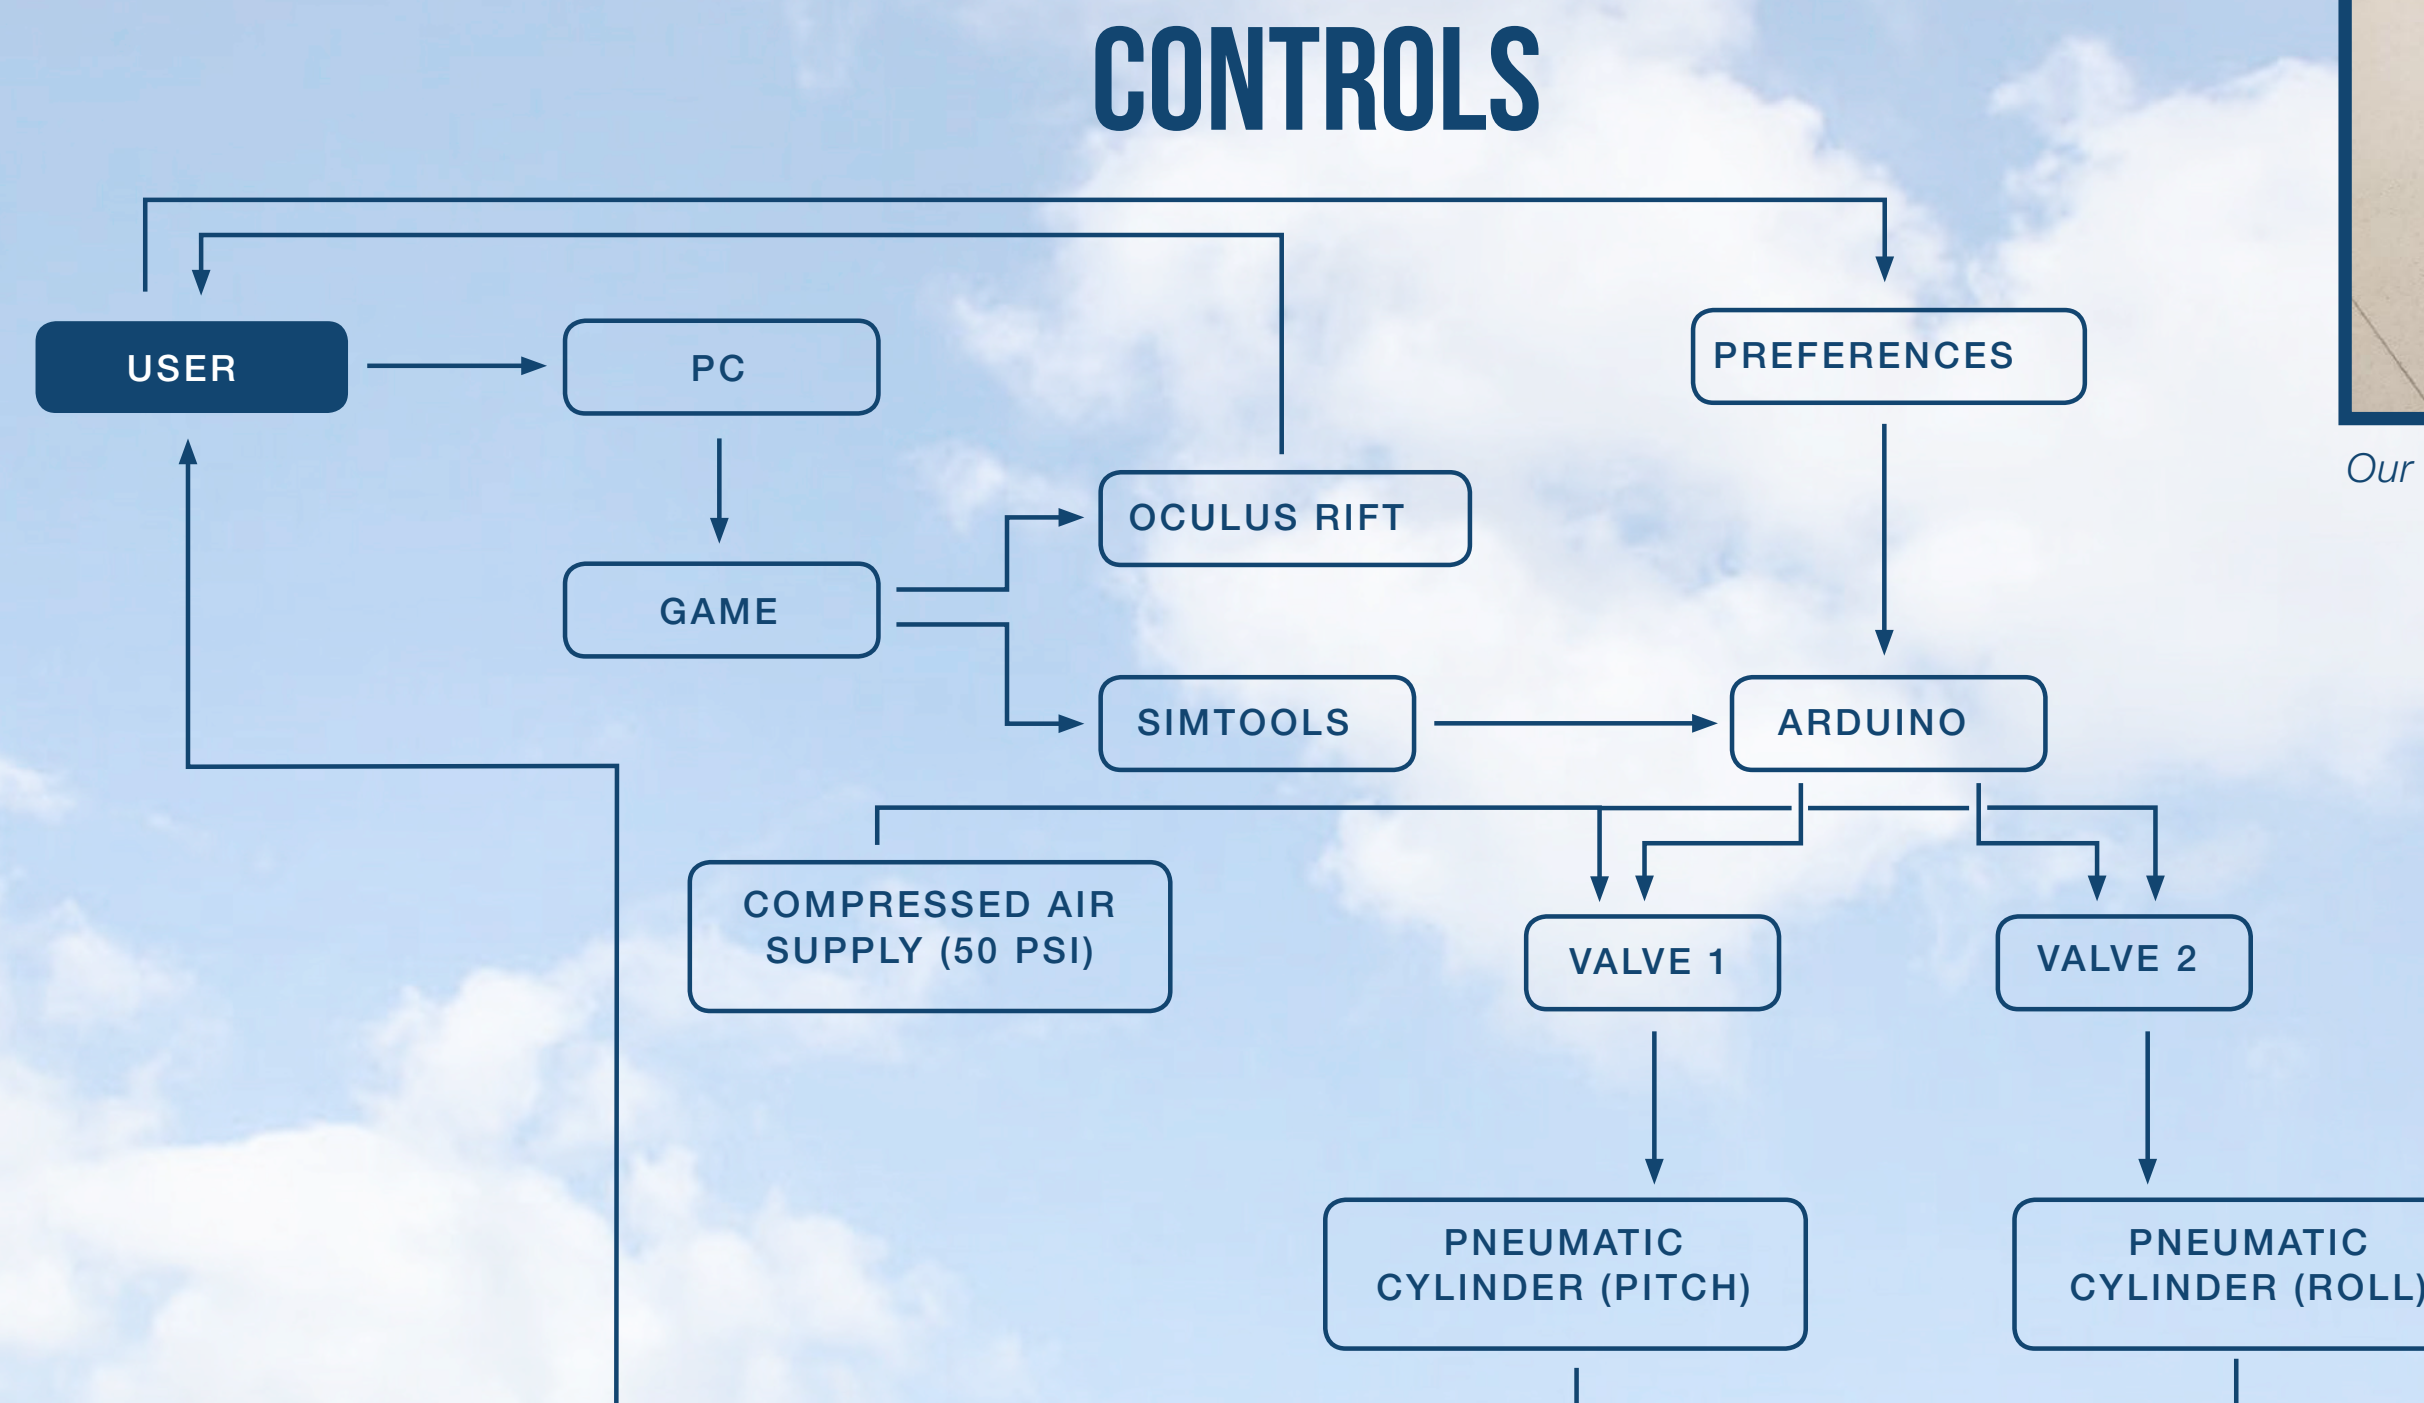 CONTROLS
USER
PC
PREFERENCES
Our
OCULUS RIFT
GAME
SIMTOOLS
ARDUINO
COMPRESSED AIR
SUPPLY (50 PSI)
VALVE 1
VALVE 2
PNEUMATIC
CYLINDER (PITCH)
PNEUMATIC
CYLINDER (ROLL)